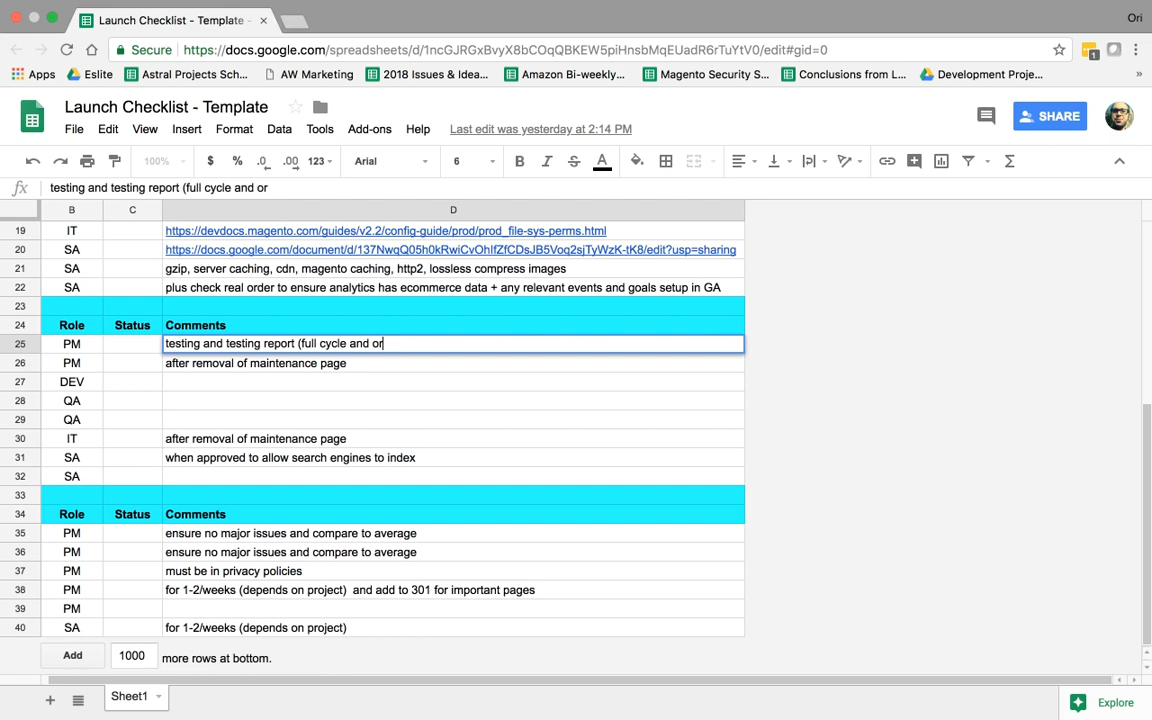 Launch Checklist - Template -
Ori
Secure https://docs.google.com/spreadsheets/d/1ncGJRGxBvyX8bCOqQBKEW5piHnsbMqEUadR6rTuYtV0/edit#gid=0
1
Apps Eslite Astral Projects Sch... AW Marketing 2018 Issues & Idea... Amazon Bi-weekly... Magento Security S... Conclusions from L... Development Proje... »
Launch Checklist - Template
File Edit View Insert Format Data Tools Add-ons Help Last edit was yesterday at 2:14 PM
SHARE
100% $ % .0 .00 123 Arial 6 B I S A Σ
fx testing and testing report (full cycle and or
B C D
19 IT https://devdocs.magento.com/guides/v2.2/config-guide/prod/prod_file-sys-perms.html
20 SA https://docs.google.com/document/d/137NwqQ05h0kRwiCvOhIfZfCDsJB5Voq2sjTyWzK-tK8/edit?usp=sharing
21 SA gzip, server caching, cdn, magento caching, http2, lossless compress images
22 SA plus check real order to ensure analytics has ecommerce data + any relevant events and goals setup in GA
23
24 Role Status Comments
25 PM testing and testing report (full cycle and or
26 PM after removal of maintenance page
27 DEV
28 QA
29 QA
30 IT after removal of maintenance page
31 SA when approved to allow search engines to index
32 SA
33
34 Role Status Comments
35 PM ensure no major issues and compare to average
36 PM ensure no major issues and compare to average
37 PM must be in privacy policies
38 PM for 1-2/weeks (depends on project) and add to 301 for important pages
39 PM
40 SA for 1-2/weeks (depends on project)
Add 1000 more rows at bottom.
+ Sheet1 Explore